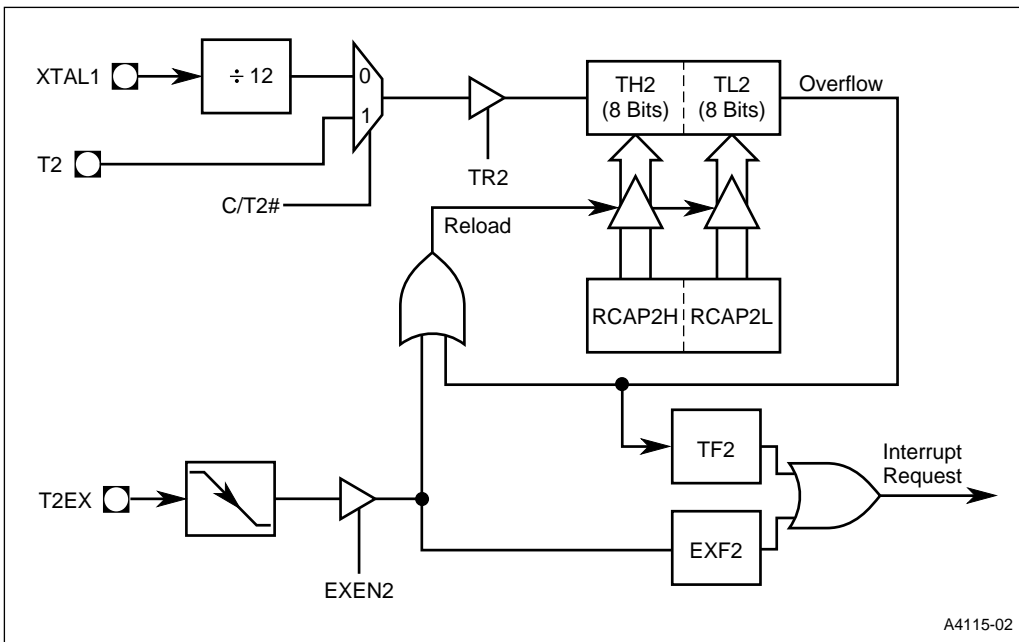 XTAL1
÷ 12
0
1
T2
C/T2#
TR2
TH2
(8 Bits)
TL2
(8 Bits)
Overflow
Reload
RCAP2H
RCAP2L
T2EX
EXEN2
TF2
EXF2
Interrupt
Request
A4115-02